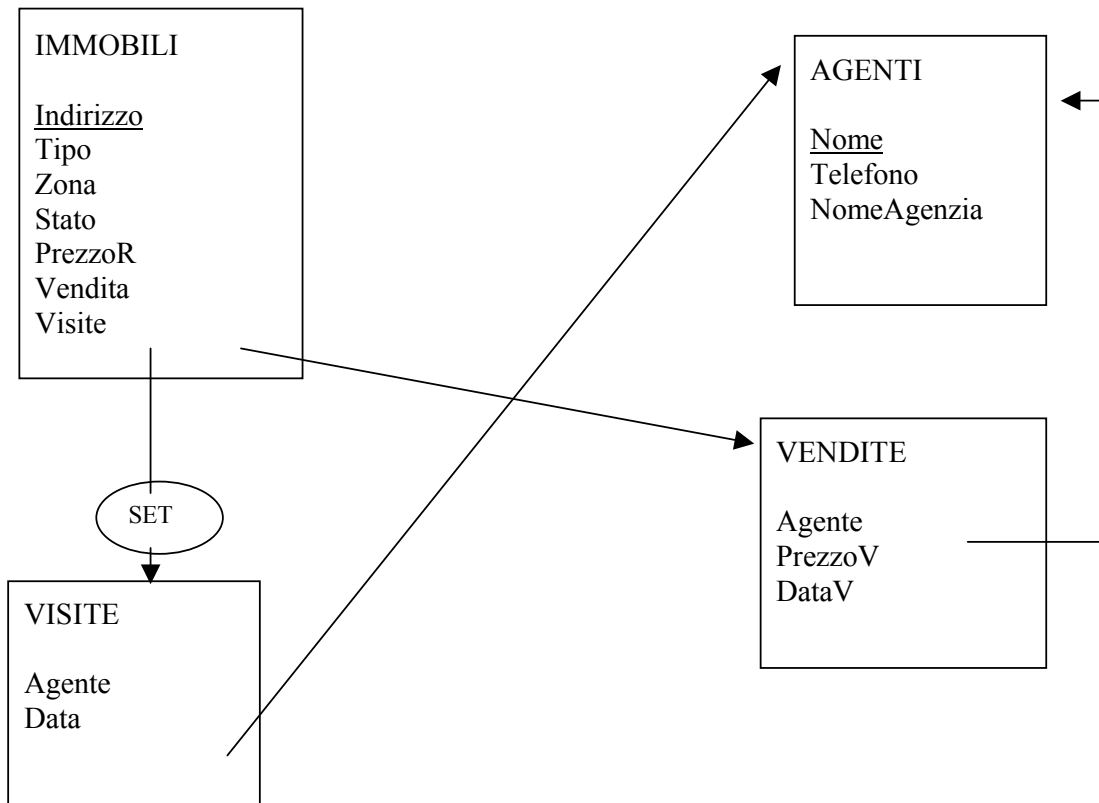 IMMOBILI
Indirizzo
Tipo
Zona
Stato
PrezzoR
Vendita
Visite
AGENTI
Nome
Telefono
NomeAgenzia
SET
VENDITE
Agente
PrezzoV
DataV
VISITE
Agente
Data